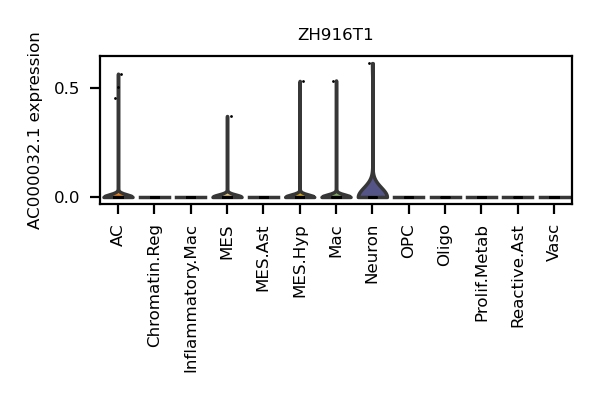 ZH916T1
AC000032.1 expression
0.5
0.0
AC
Chromatin.Reg
Inflammatory.Mac
MES
MES.Ast
MES.Hyp
Mac
Neuron
OPC
Oligo
Prolif.Metab
Reactive.Ast
Vasc